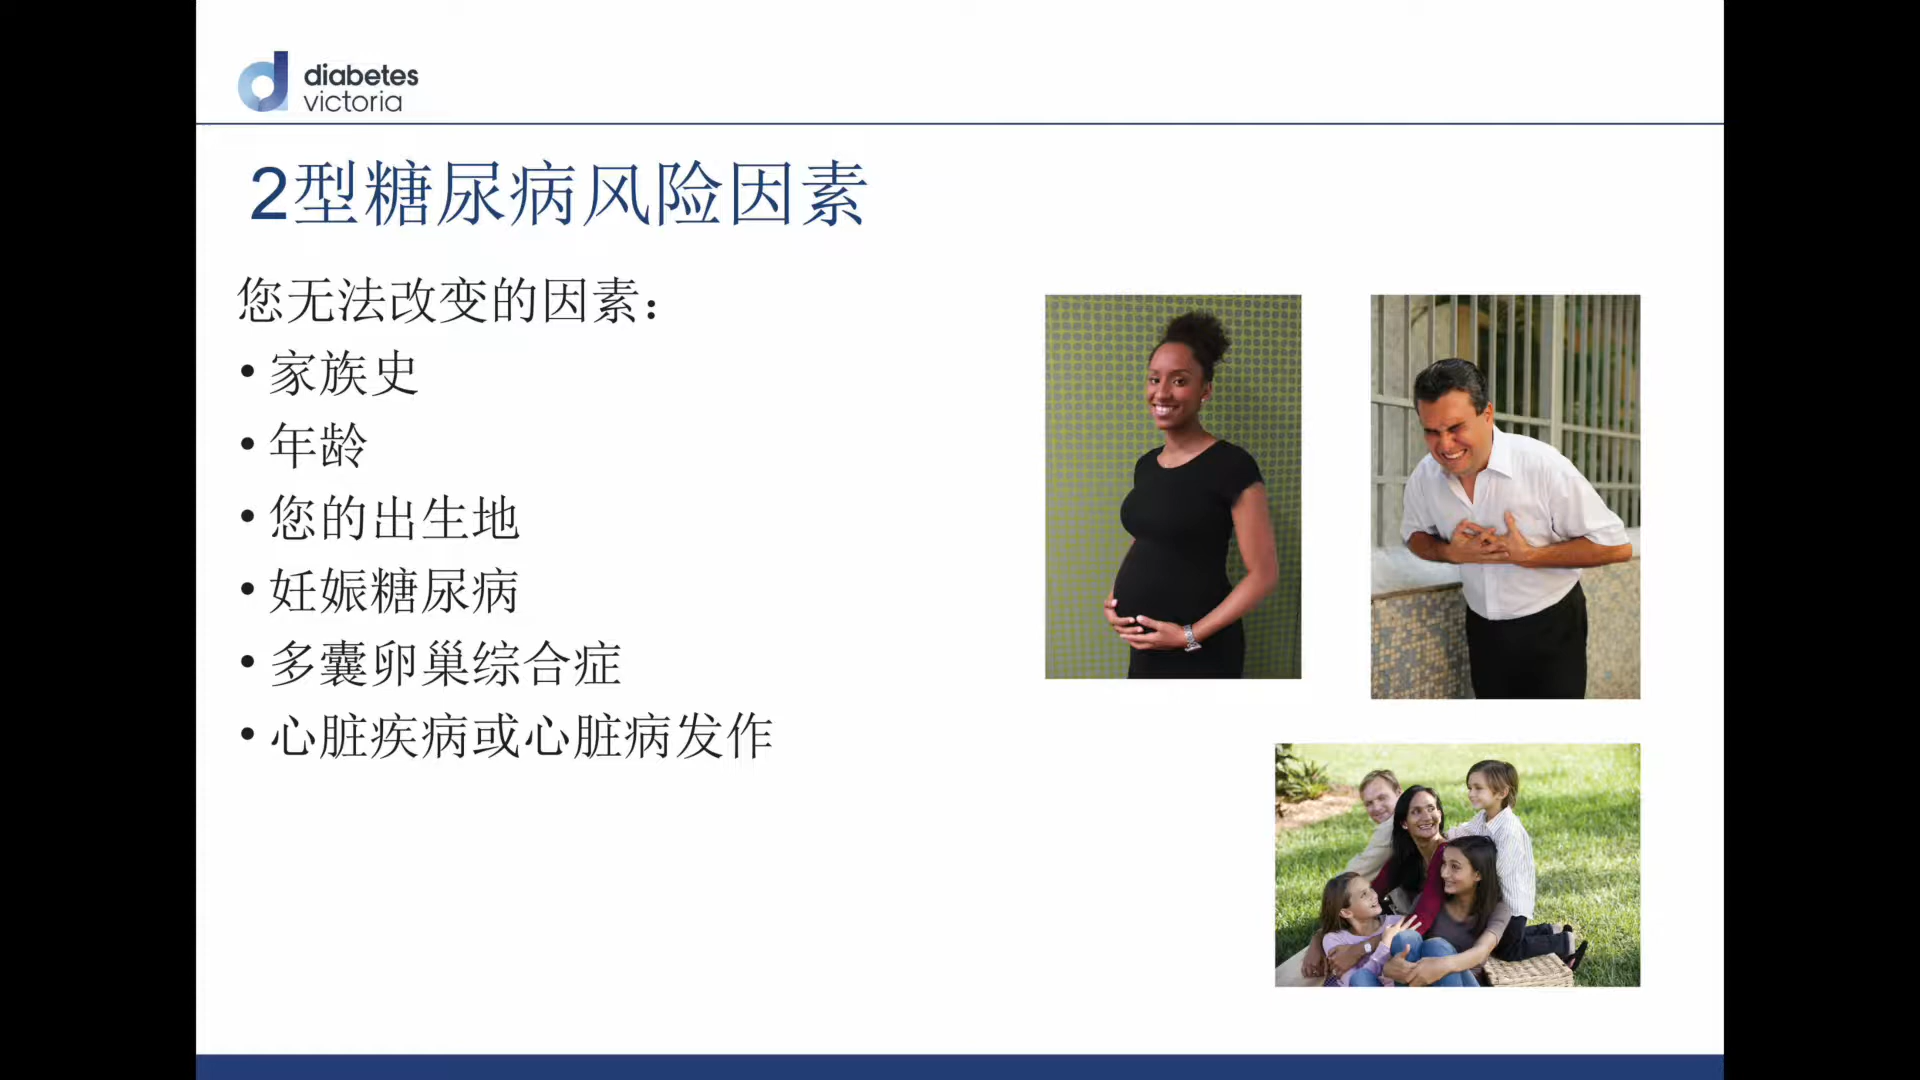 diabetes
victoria
2型糖尿病风险因素
您无法改变的因素：
• 家族史
• 年龄
• 您的出生地
• 妊娠糖尿病
• 多囊卵巢综合症
• 心脏疾病或心脏病发作